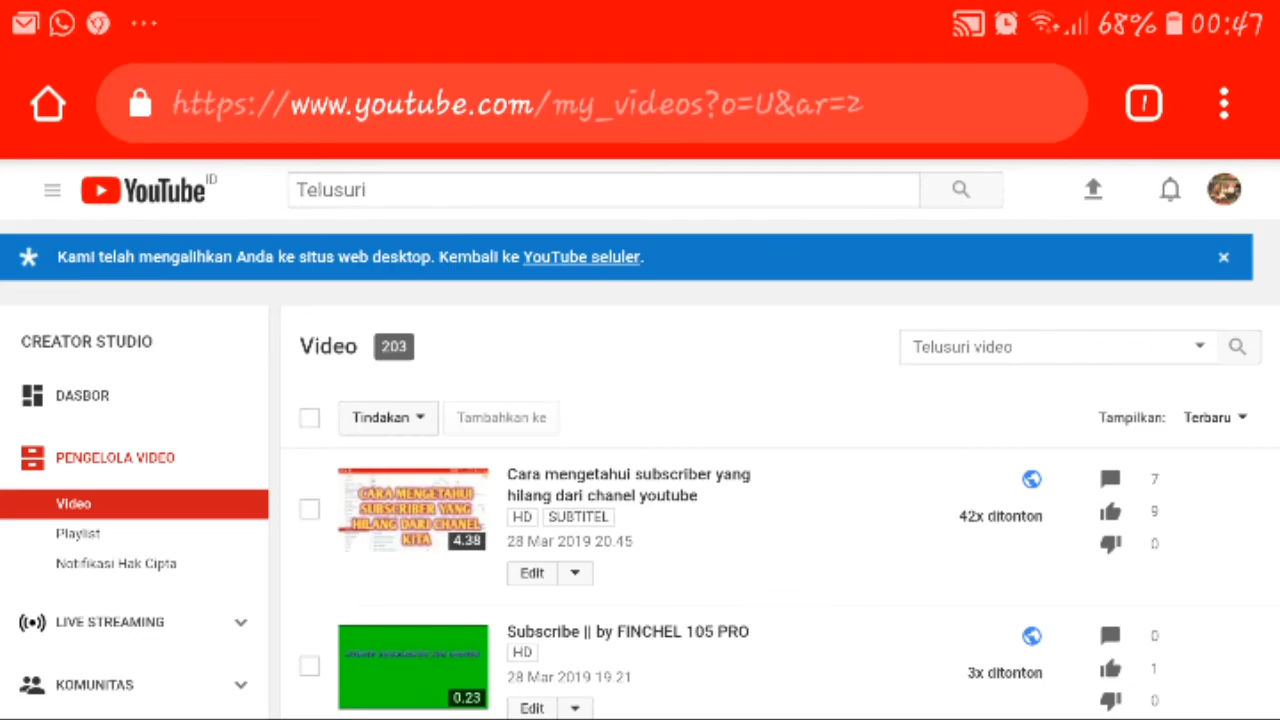 68% 00:47
https://www.youtube.com/my_videos?o=U&ar=2
1
YouTube ID
Telusuri
Kami telah mengalihkan Anda ke situs web desktop. Kembali ke YouTube seluler.
CREATOR STUDIO
DASBOR
PENGELOLA VIDEO
Video
Playlist
Notifikasi Hak Cipta
LIVE STREAMING
KOMUNITAS
Video 203
Telusuri video
Tindakan
Tambahkan ke
Tampilkan: Terbaru
CARA MENGETAHUI
SUBSCRIBER YANG
HILANG DARI CHANEL
KITA
4.38
Cara mengetahui subscriber yang
hilang dari chanel youtube
HD SUBTITEL
28 Mar 2019 20.45
Edit
42x ditonton
7
9
0
0.23
Subscribe || by FINCHEL 105 PRO
HD
28 Mar 2019 19.21
Edit
3x ditonton
0
1
0